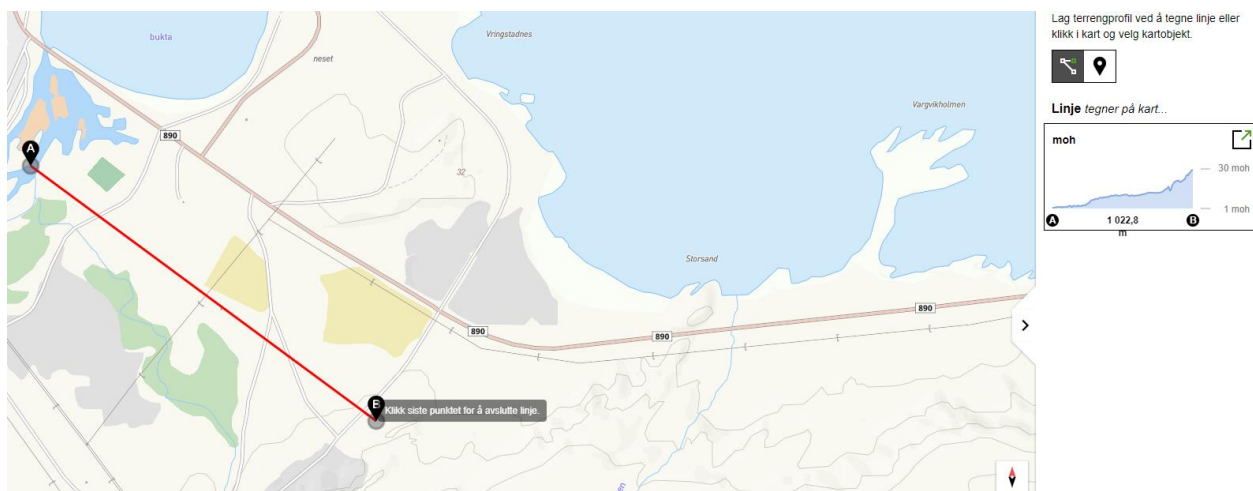 bukta
Vringstadnes
neset
Vargvikholmen
890
A
32
Storsand
890
890
890
B
Klikk siste punktet for å avslutte linje.
Lag terrengprofil ved å tegne linje eller
klikk i kart og velg kartobjekt.
Linje tegner på kart...
moh
30 moh
1 moh
A
1 022,8
m
B